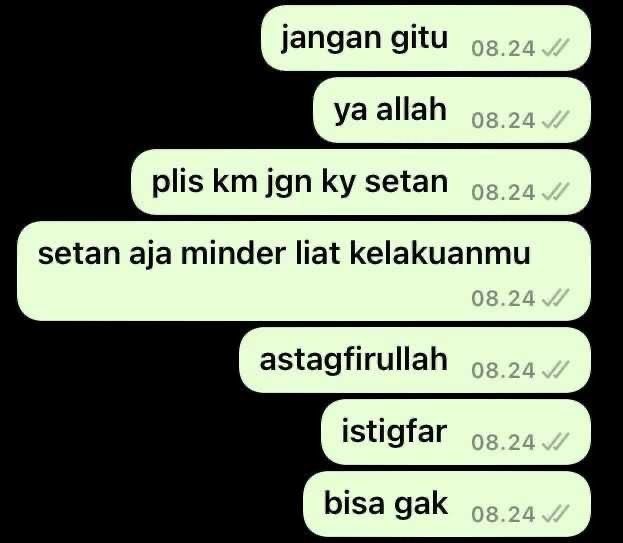 jangan gitu 08.24
ya allah 08.24
plis km jgn ky setan 08.24
setan aja minder liat kelakuanmu
08.24
astagfirullah 08.24
istigfar 08.24
bisa gak 08.24